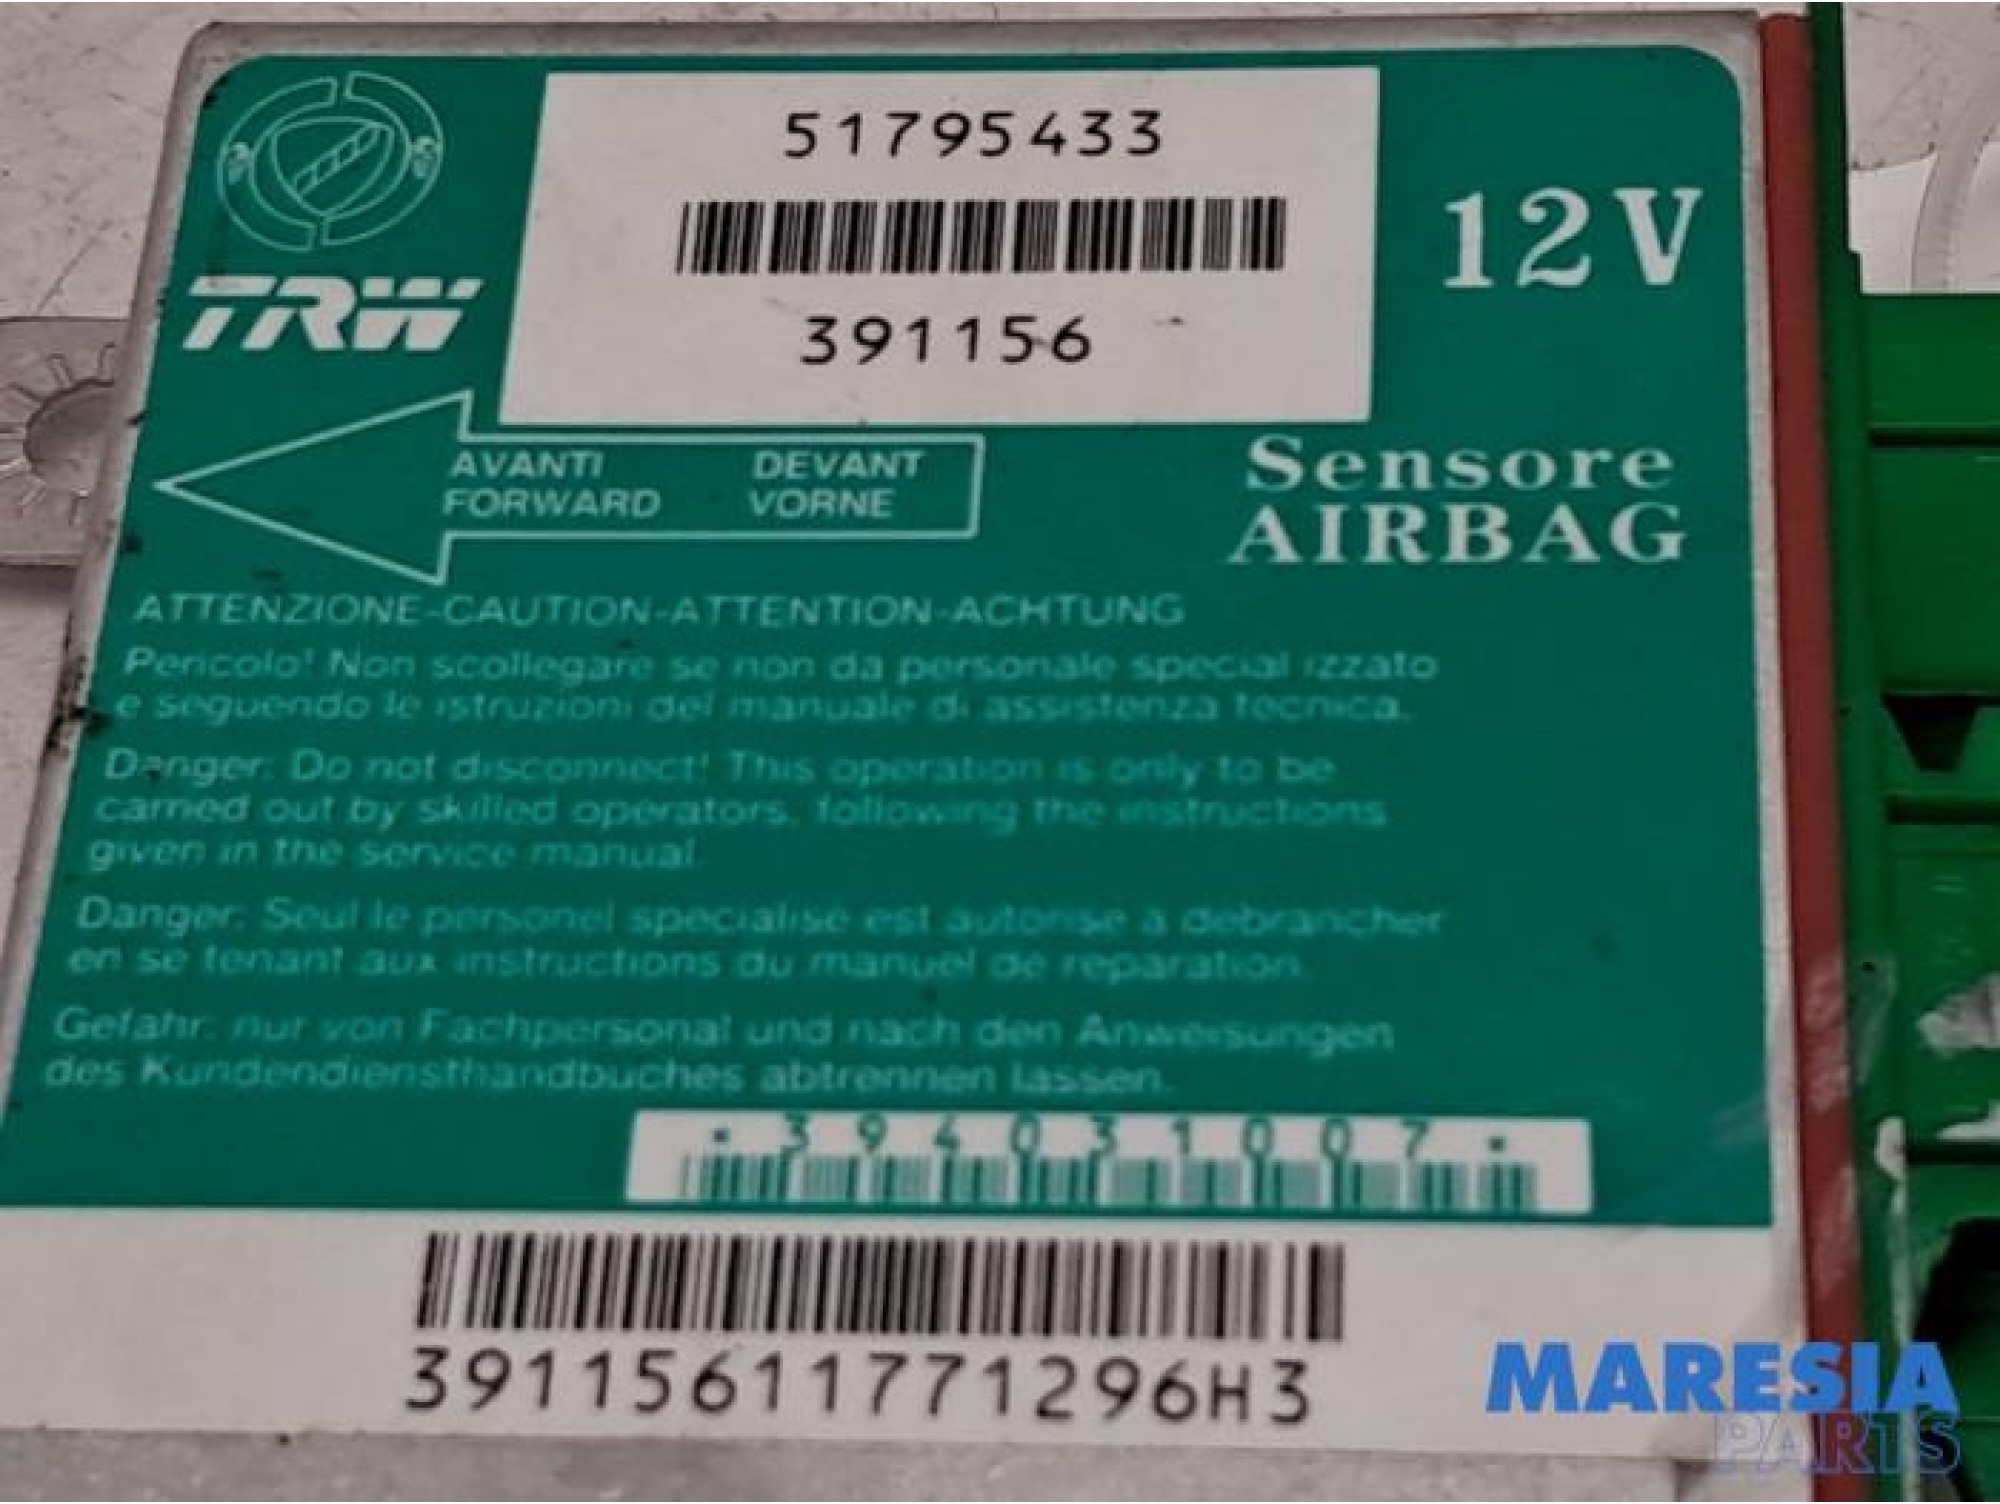 51795433
12V
TRW
391156
AVANTI DEVANT
FORWARD VORNE
Sensore
AIRBAG
ATTENZIONE-CAUTION-ATTENTION-ACHTUNG
Pericolo! Non scollegare se non da personale specializzato
e seguendo le istruzioni del manuale di assistenza tecnica.
Danger: Do not disconnect! This operation is only to be
carried out by skilled operators, following the instructions
given in the service manual.
Danger: Seul le personel specialisé est autorise a debrancher
en se tenant aux instructions du manuel de reparation.
Gefahr: nur von Fachpersonal und nach den Anweisungen
des Kundendiensthandbuches abtrennen lassen.
* 394031007 *
39115611771296H3
MARESIA
PARTS